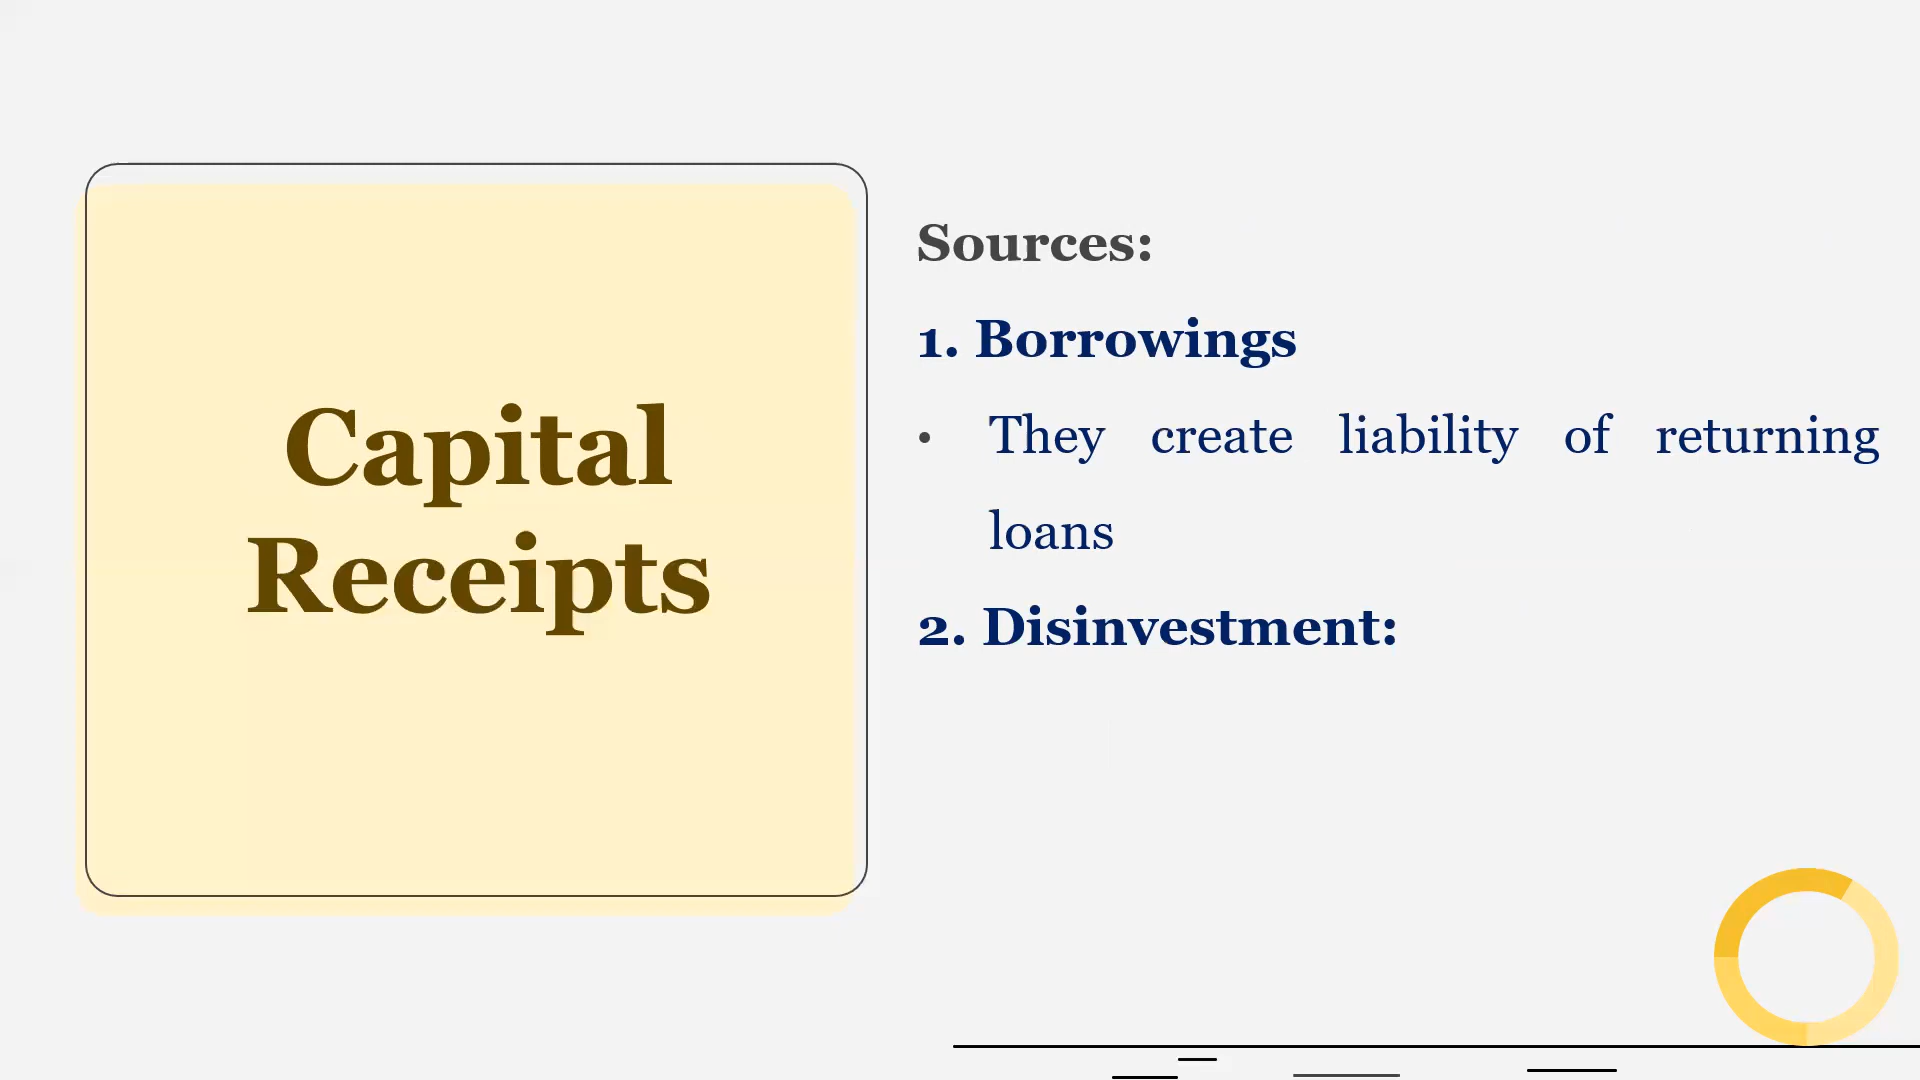 Capital
Receipts
Sources:
1. Borrowings
• They create liability of returning
loans
2. Disinvestment: